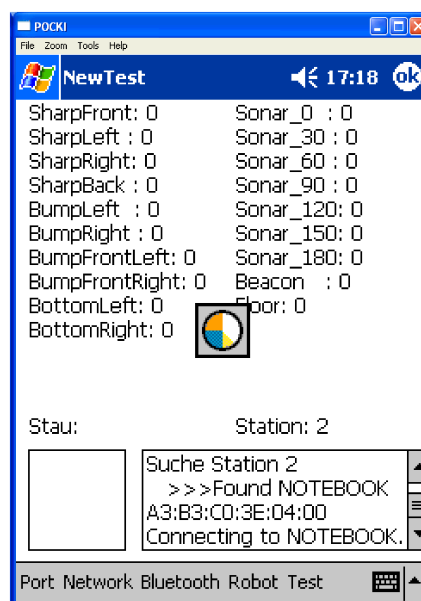 POCKI
File Zoom Tools Help
NewTest 17:18 ok
SharpFront: 0 Sonar_0 : 0
SharpLeft : 0 Sonar_30 : 0
SharpRight: 0 Sonar_60 : 0
SharpBack : 0 Sonar_90 : 0
BumpLeft : 0 Sonar_120: 0
BumpRight : 0 Sonar_150: 0
BumpFrontLeft: 0 Sonar_180: 0
BumpFrontRight: 0 Beacon : 0
BottomLeft: 0 Floor: 0
BottomRight: 0
Stau: Station: 2
Suche Station 2
>>>Found NOTEBOOK
A3:B3:C0:3E:04:00
Connecting to NOTEBOOK.
Port Network Bluetooth Robot Test